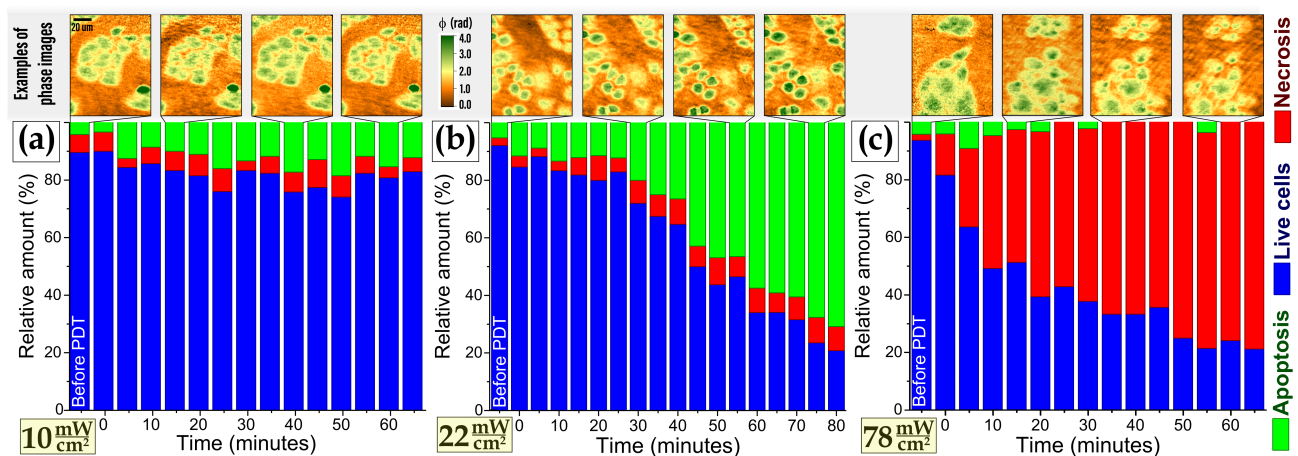 Examples of
phase images
20 um
ϕ (rad)
4.0
3.0
2.0
1.0
0.0
(a)
Relative amount (%)
80
60
40
20
0
Before PDT
0 10 20 30 40 50 60
Time (minutes)
10 mW
cm²
(b)
Relative amount (%)
80
60
40
20
0
Before PDT
0 10 20 30 40 50 60 70 80
Time (minutes)
22 mW
cm²
(c)
Relative amount (%)
80
60
40
20
0
Before PDT
0 10 20 30 40 50 60
Time (minutes)
78 mW
cm²
Necrosis
Live cells
Apoptosis